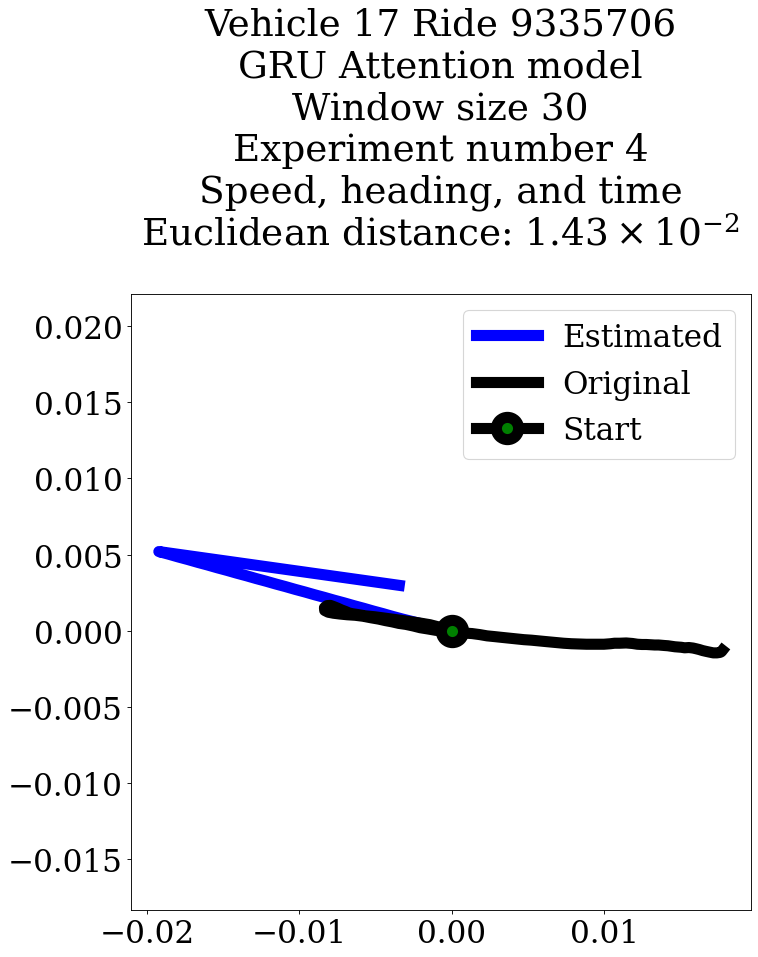 Vehicle 17 Ride 9335706
GRU Attention model
Window size 30
Experiment number 4
Speed, heading, and time
Euclidean distance: 1.43 × 10⁻²
Estimated
Original
Start
0.020
0.015
0.010
0.005
0.000
−0.005
−0.010
−0.015
−0.02 −0.01 0.00 0.01